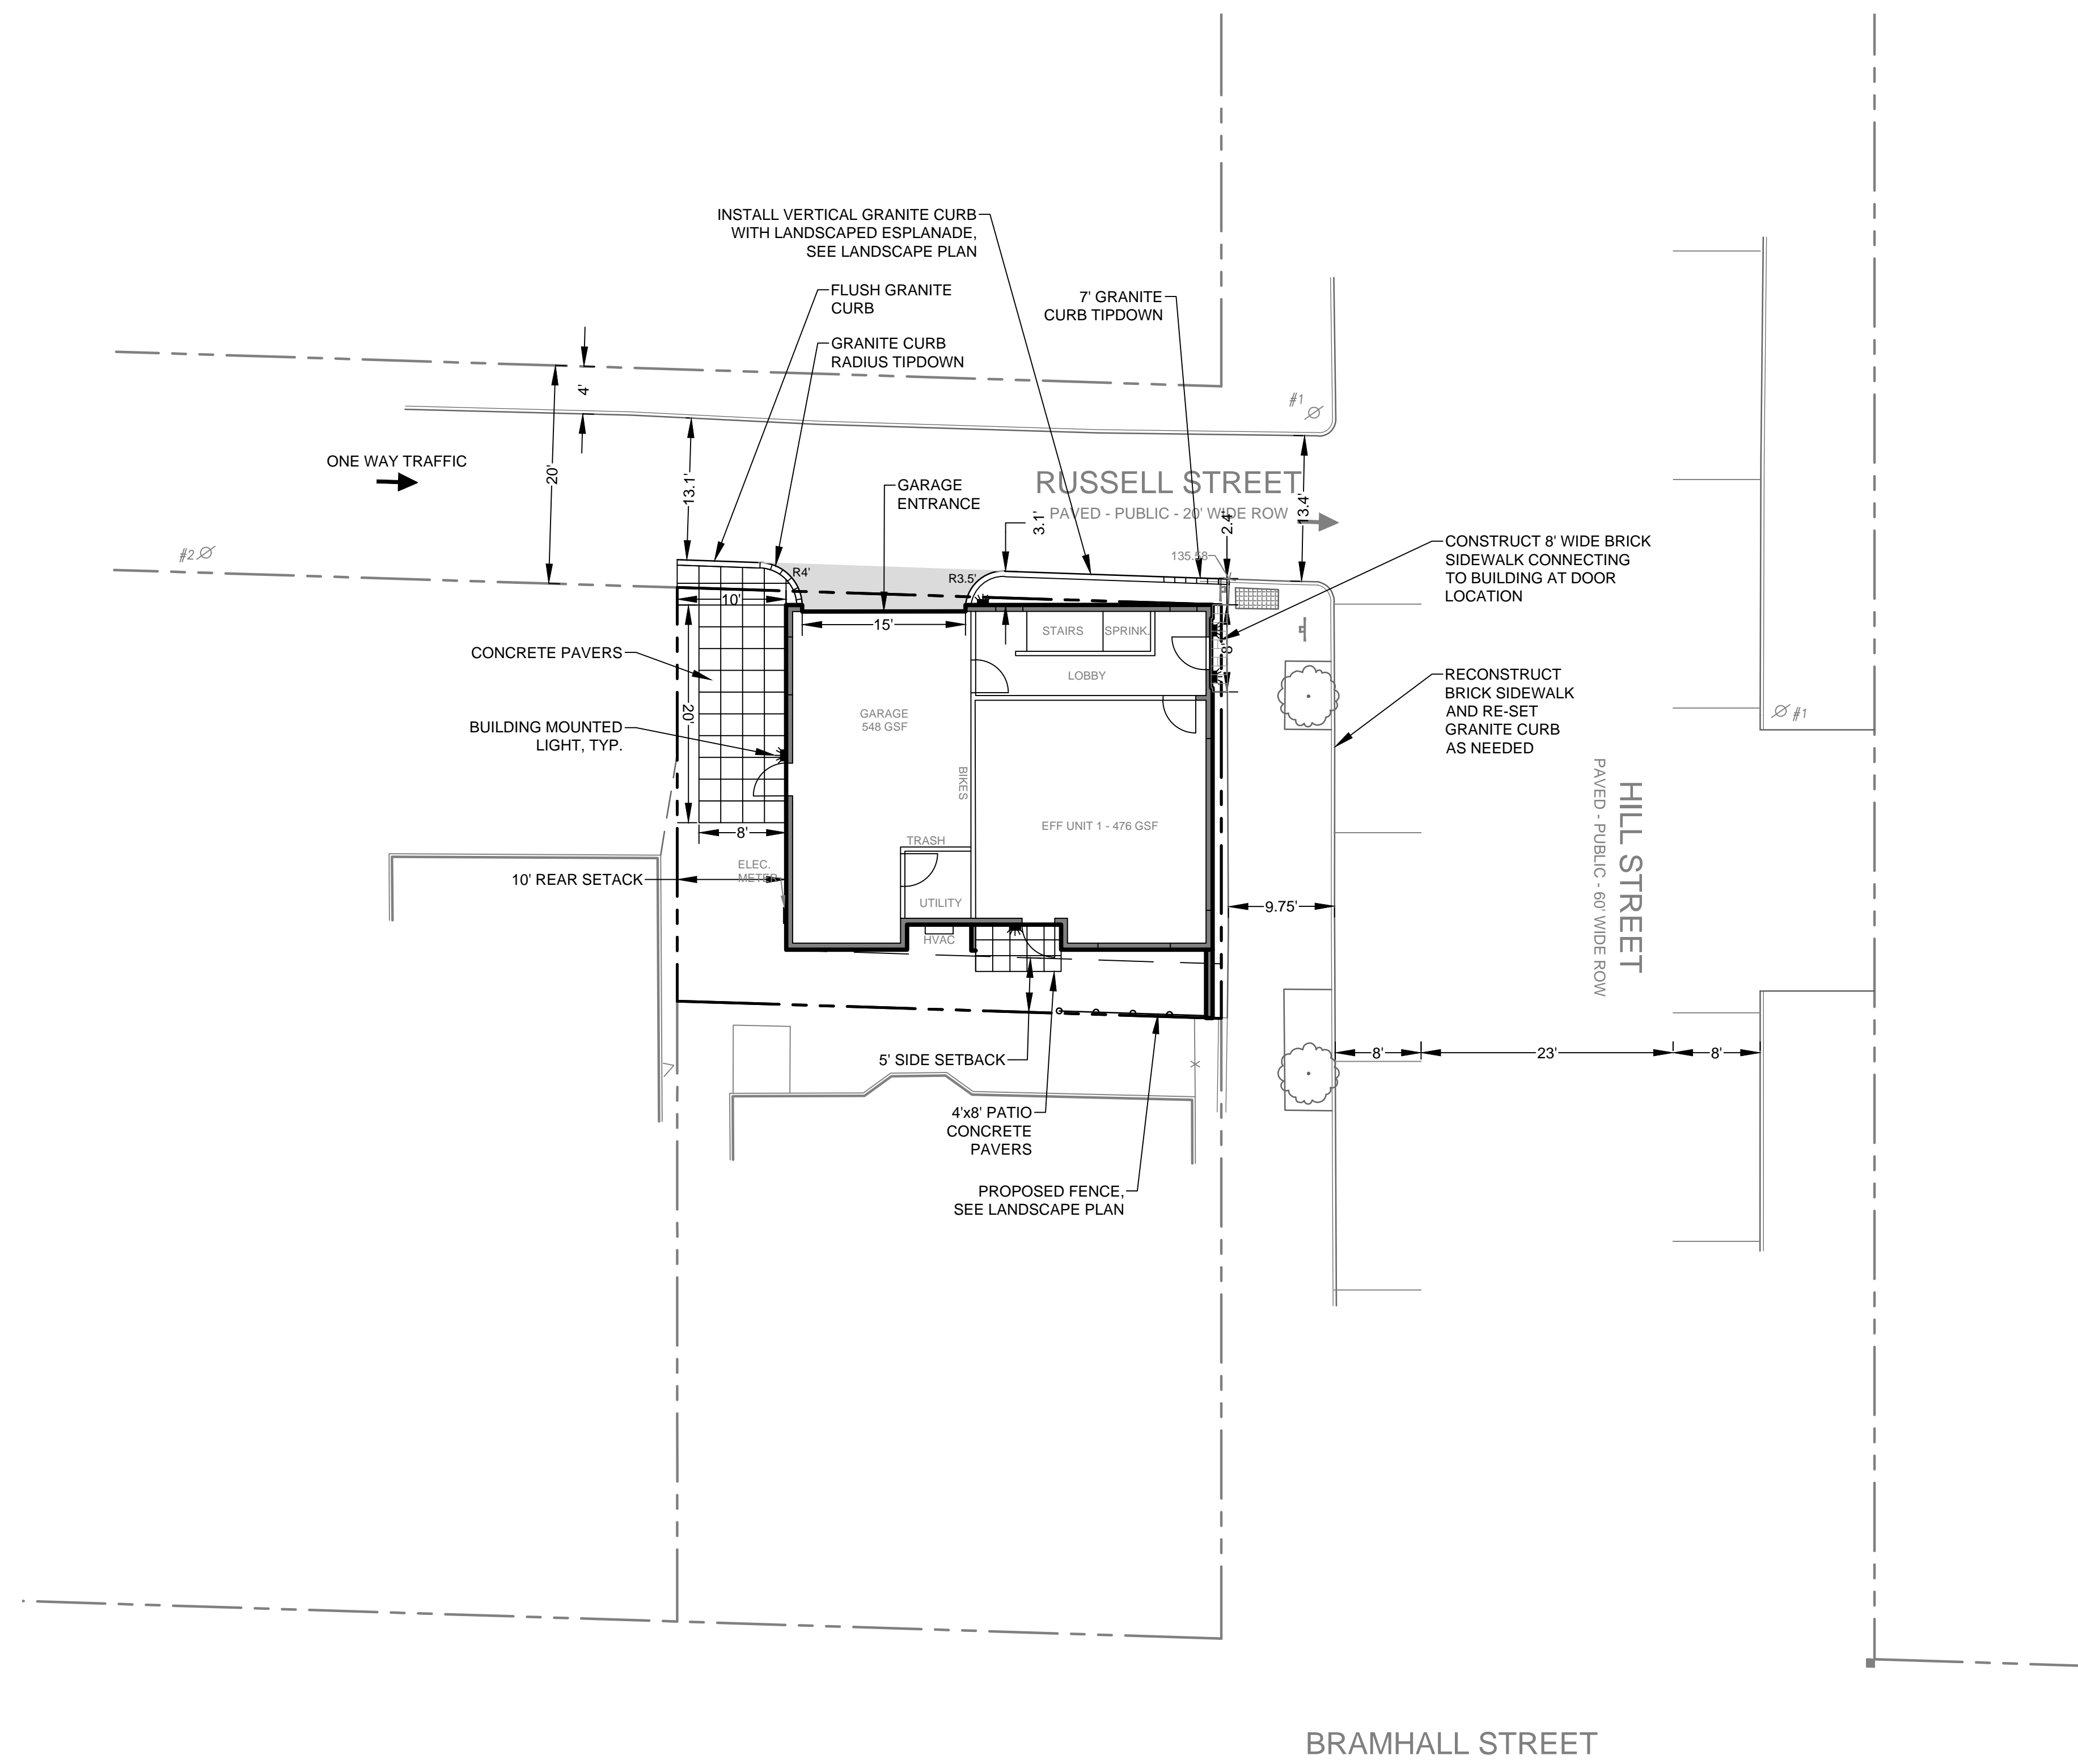 INSTALL VERTICAL GRANITE CURB
WITH LANDSCAPED ESPLANADE,
SEE LANDSCAPE PLAN
FLUSH GRANITE
CURB
7' GRANITE
CURB TIPDOWN
GRANITE CURB
RADIUS TIPDOWN
4'
#1
ONE WAY TRAFFIC
20'
13.1'
GARAGE
ENTRANCE
RUSSELL STREET
PAVED - PUBLIC - 20' WIDE ROW
3.1'
2.4'
13.4'
#2
135.58
CONSTRUCT 8' WIDE BRICK
SIDEWALK CONNECTING
TO BUILDING AT DOOR
LOCATION
R4'
R3.5'
10'
15'
STAIRS
SPRINK.
8'
CONCRETE PAVERS
LOBBY
RECONSTRUCT
BRICK SIDEWALK
AND RE-SET
GRANITE CURB
AS NEEDED
20'
GARAGE
548 GSF
#1
BUILDING MOUNTED
LIGHT, TYP.
BIKES
HILL STREET
PAVED - PUBLIC - 60' WIDE ROW
8'
EFF UNIT 1 - 476 GSF
TRASH
ELEC.
METER
10' REAR SETACK
UTILITY
9.75'
HVAC
5' SIDE SETBACK
8'
23'
8'
4'x8' PATIO
CONCRETE
PAVERS
PROPOSED FENCE,
SEE LANDSCAPE PLAN
BRAMHALL STREET